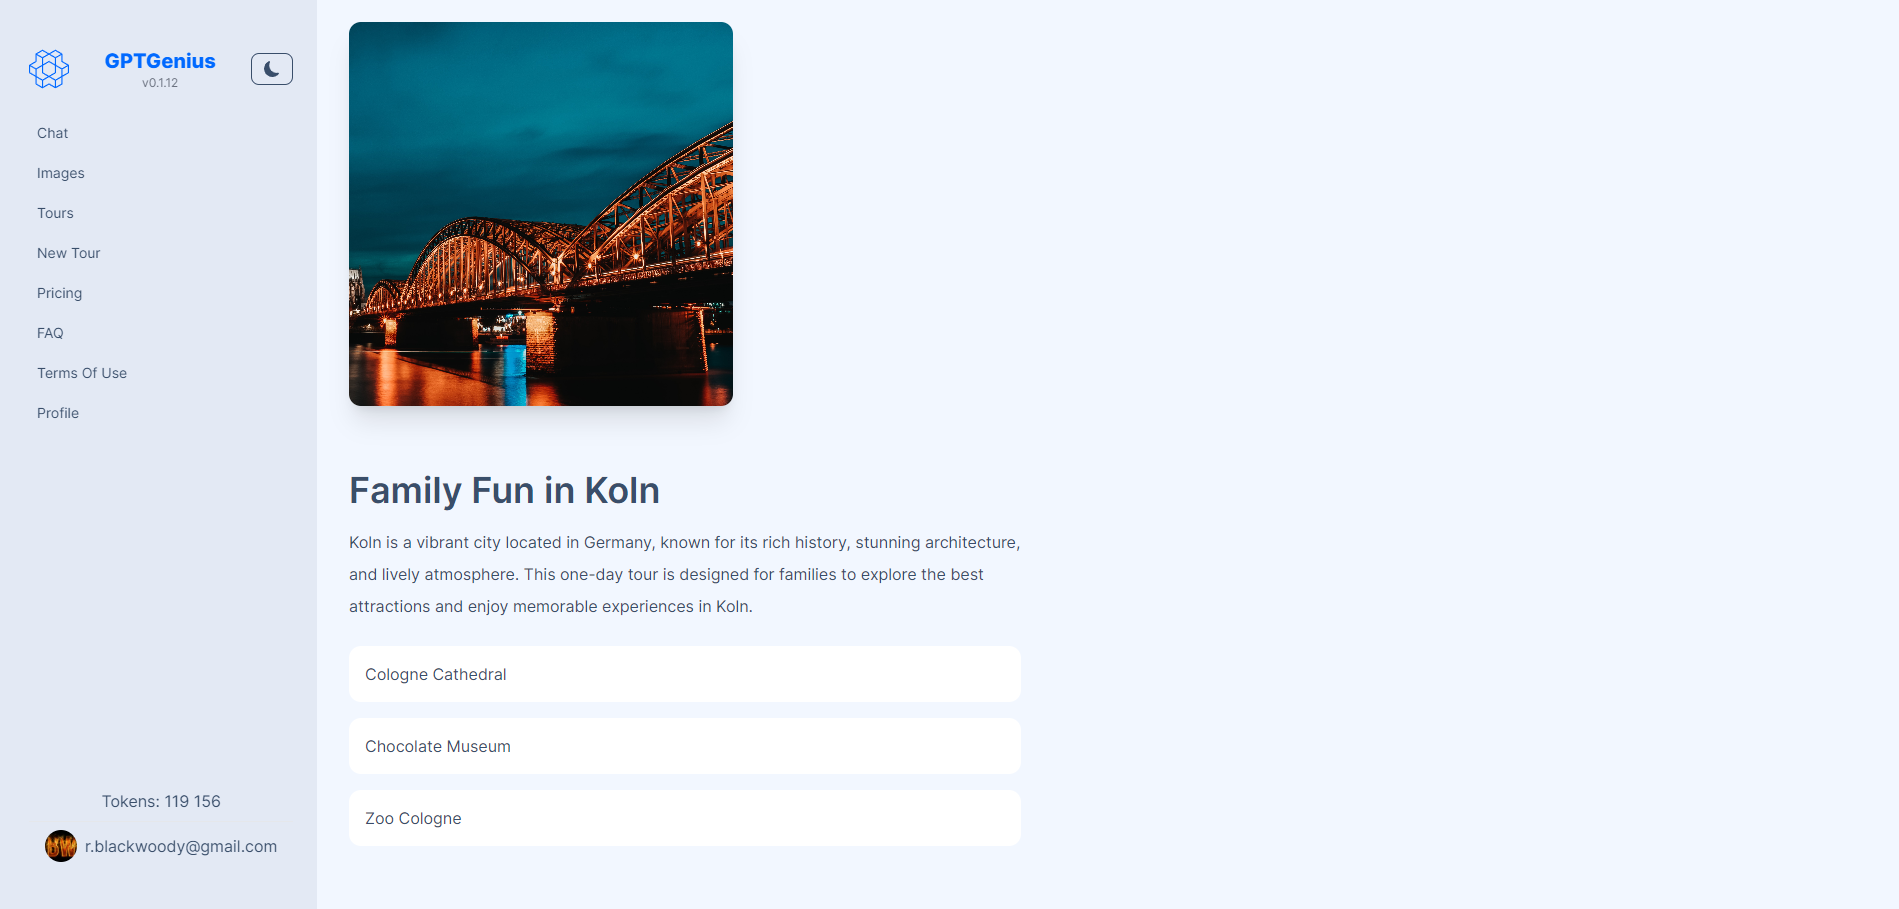 GPTGenius
v0.1.12
Chat
Images
Tours
New Tour
Pricing
FAQ
Terms Of Use
Profile
Tokens: 119 156
r.blackwoody@gmail.com
Family Fun in Koln
Koln is a vibrant city located in Germany, known for its rich history, stunning architecture,
and lively atmosphere. This one-day tour is designed for families to explore the best
attractions and enjoy memorable experiences in Koln.
Cologne Cathedral
Chocolate Museum
Zoo Cologne